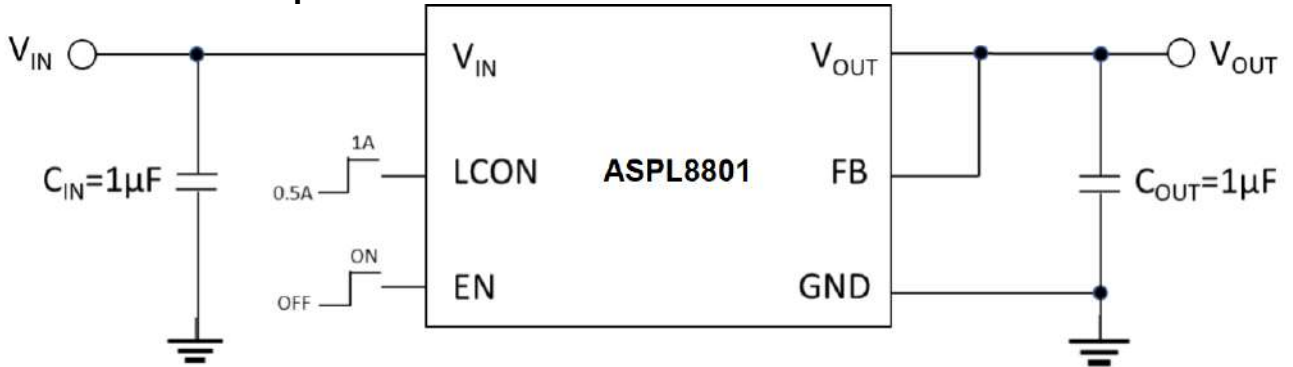 V_IN
V_IN
V_OUT
V_OUT
1A
0.5A
LCON
ASPL8801
FB
C_IN=1μF
C_OUT=1μF
ON
OFF
EN
GND